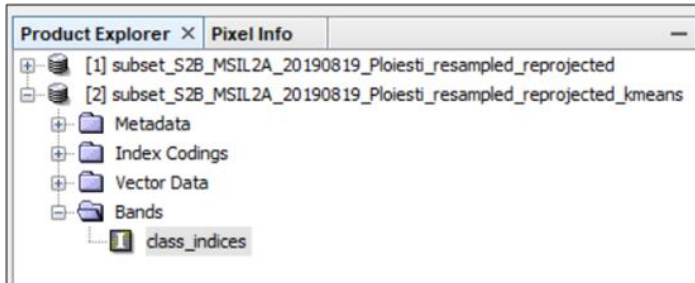 Product Explorer × Pixel Info
[1] subset_S2B_MSIL2A_20190819_Ploiesti_resampled_reprojected
[2] subset_S2B_MSIL2A_20190819_Ploiesti_resampled_reprojected_kmeans
Metadata
Index Codings
Vector Data
Bands
class_indices